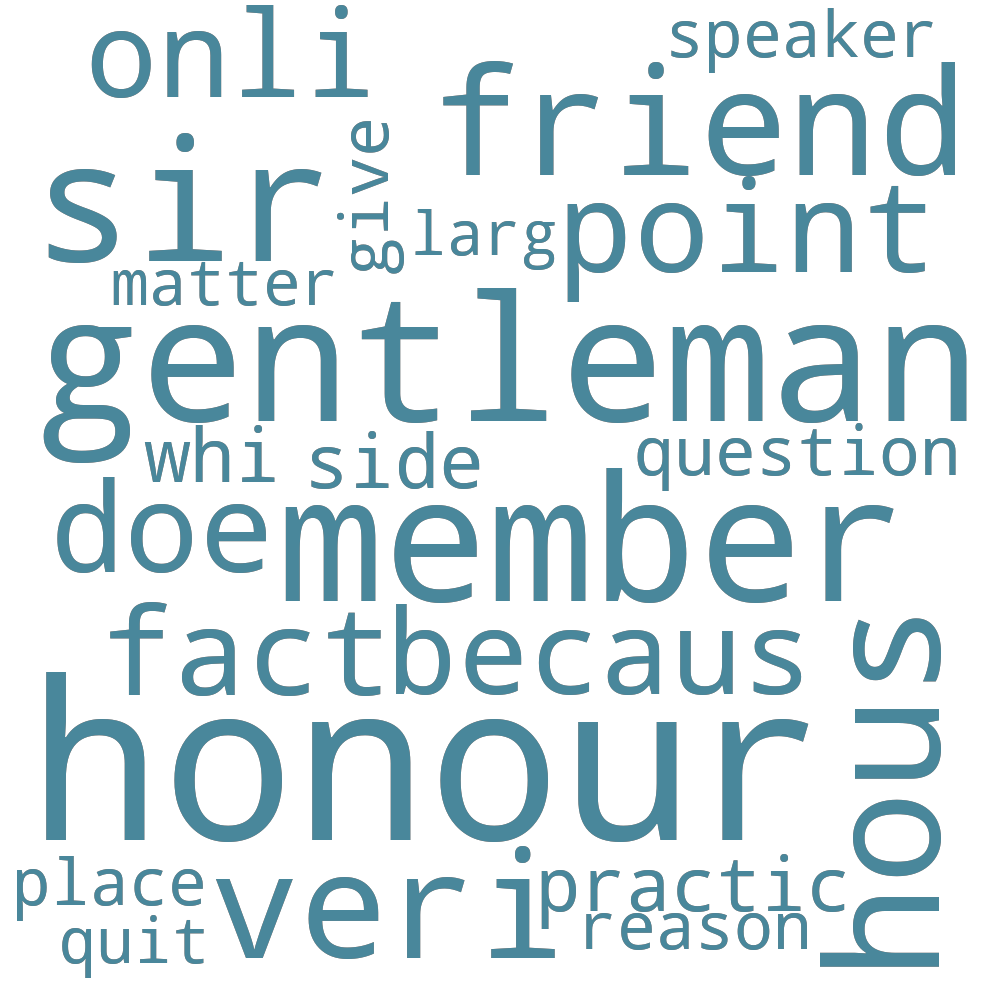 onli
speaker
friend
sir
give
larg
point
matter
gentleman
whi
side
question
doe
member
fact
becaus
hous
honour
place
veri
practic
quit
reason